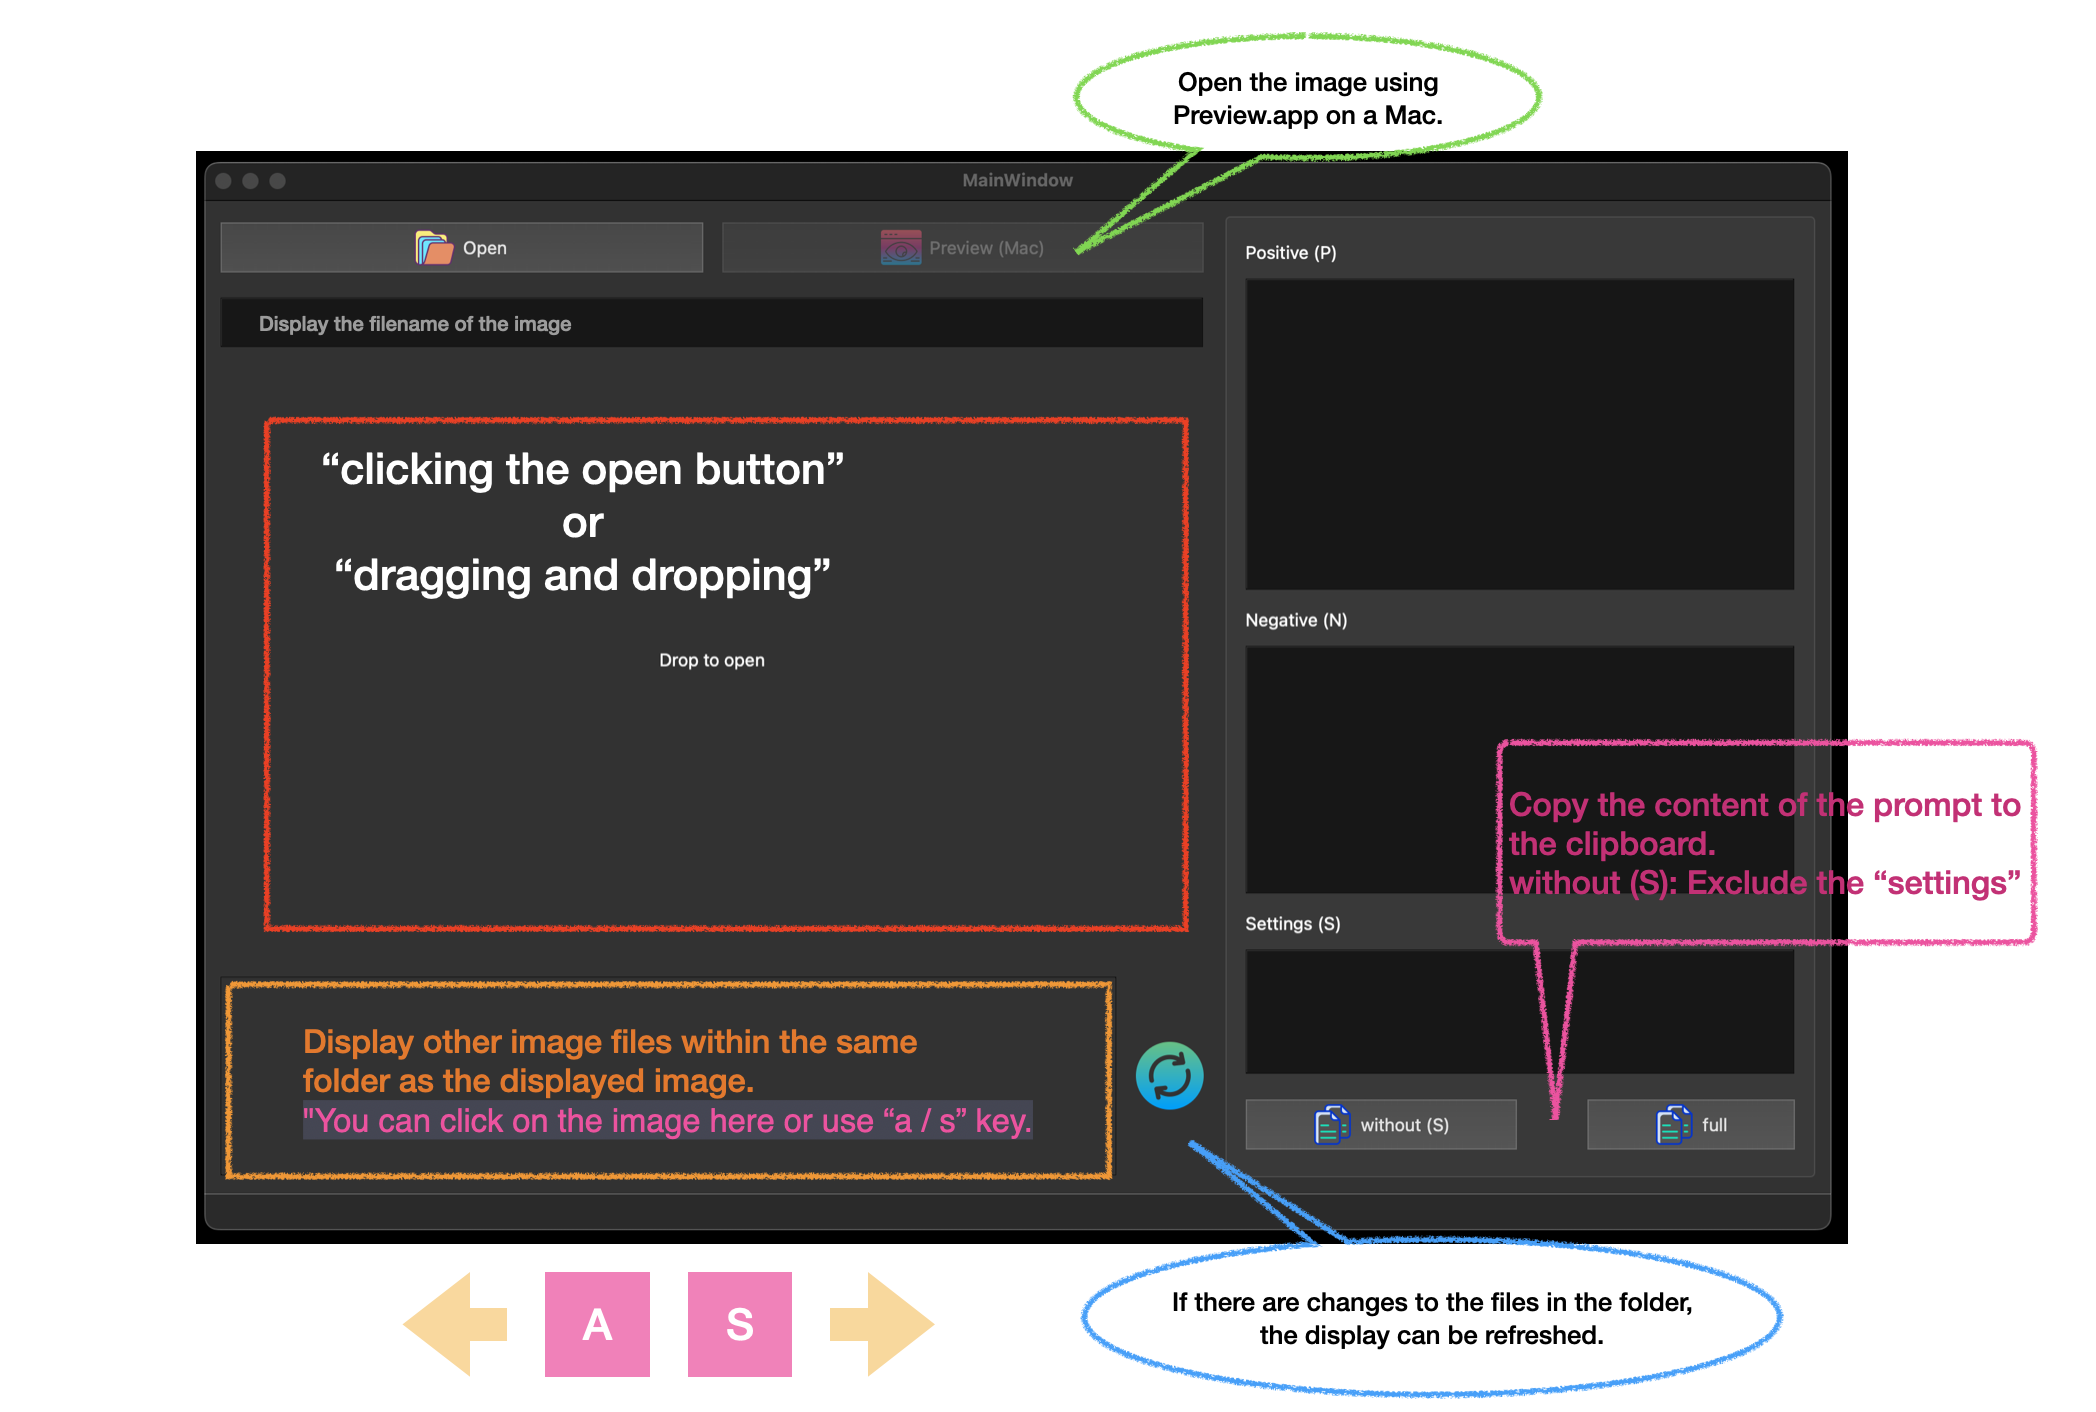 Open the image using
Preview.app on a Mac.
MainWindow
Open
Preview (Mac)
Display the filename of the image
“clicking the open button”
or
“dragging and dropping”
Drop to open
Display other image files within the same
folder as the displayed image.
"You can click on the image here or use “a / s” key.
Positive (P)
Negative (N)
Copy the content of the prompt to
the clipboard.
without (S): Exclude the “settings”
Settings (S)
without (S)
full
A
S
If there are changes to the files in the folder,
the display can be refreshed.